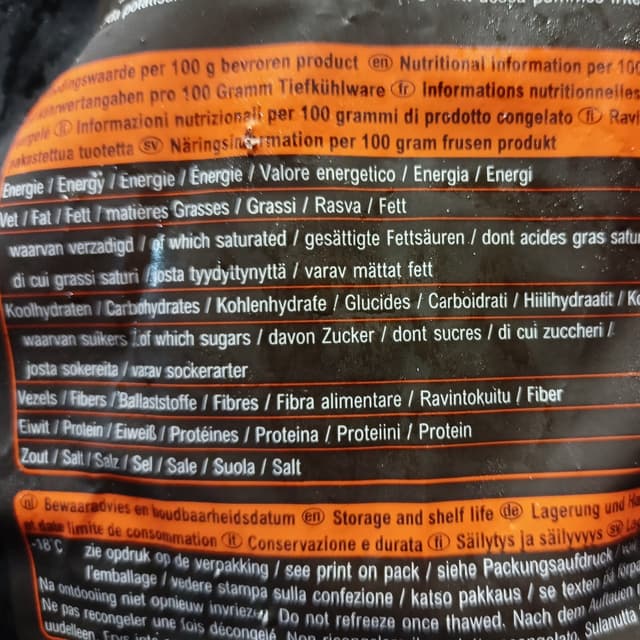 per 100 g bevroren product en Nutritional information per 100
pro 100 Gramm Tiefkühlware fr Informations nutritionnelles
it Informazioni nutrizionali per 100 grammi di prodotto congelato fi Ravi
pakastettua tuotetta sv Näringsinformation per 100 gram frusen produkt
Energie / Energy / Energie / Énergie / Valore energetico / Energia / Energi
Vet / Fat / Fett / matières Grasses / Grassi / Rasva / Fett
waarvan verzadigd / of which saturated / gesättigte Fettsäuren / dont acides gras satu
di cui grassi saturi / josta tyydyttynyttä / varav mättat fett
Koolhydraten / Carbohydrates / Kohlenhydrate / Glucides / Carboidrati / Hiilihydraatit / Ko
waarvan suikers / of which sugars / davon Zucker / dont sucres / di cui zuccheri /
josta sokereita / varav sockerarter
Vezels / Fibers / Ballaststoffe / Fibres / Fibra alimentare / Ravintokuitu / Fiber
Eiwit / Protein / Eiweiß / Protéines / Proteina / Proteiini / Protein
Zout / Salt / Salz / Sel / Sale / Suola / Salt
nl Bewaaradvies en houdbaarheidsdatum en Storage and shelf life de Lagerung und
et date limite de consommation it Conservazione e durata fi Säilytys ja säilyvyys sv
-18°C zie opdruk op de verpakking / see print on pack / siehe Packungsaufdruck /
l'emballage / vedere stampa sulla confezione / katso pakkaus / se texten på
Na ontdooiing niet opnieuw invriezen Do not refreeze once thawed. Nach dem Auftauen
Ne pas recongeler une fois décongelé Non Sulanutta